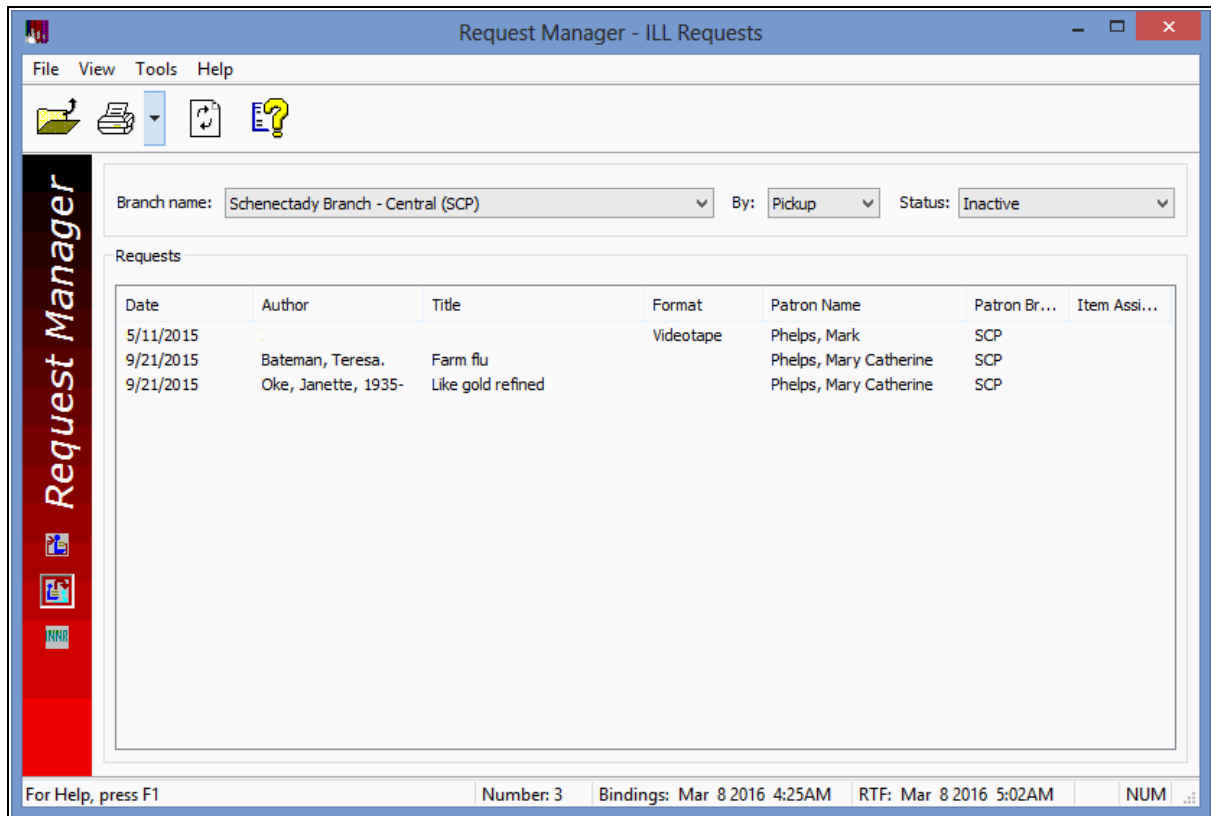 Request Manager - ILL Requests
File View Tools Help
Request Manager
Branch name: Schenectady Branch - Central (SCP) By: Pickup Status: Inactive
Requests
Date Author Title Format Patron Name Patron Br... Item Assi...
5/11/2015 Videotape Phelps, Mark SCP
9/21/2015 Bateman, Teresa. Farm flu Phelps, Mary Catherine SCP
9/21/2015 Oke, Janette, 1935- Like gold refined Phelps, Mary Catherine SCP
For Help, press F1 Number: 3 Bindings: Mar 8 2016 4:25AM RTF: Mar 8 2016 5:02AM NUM